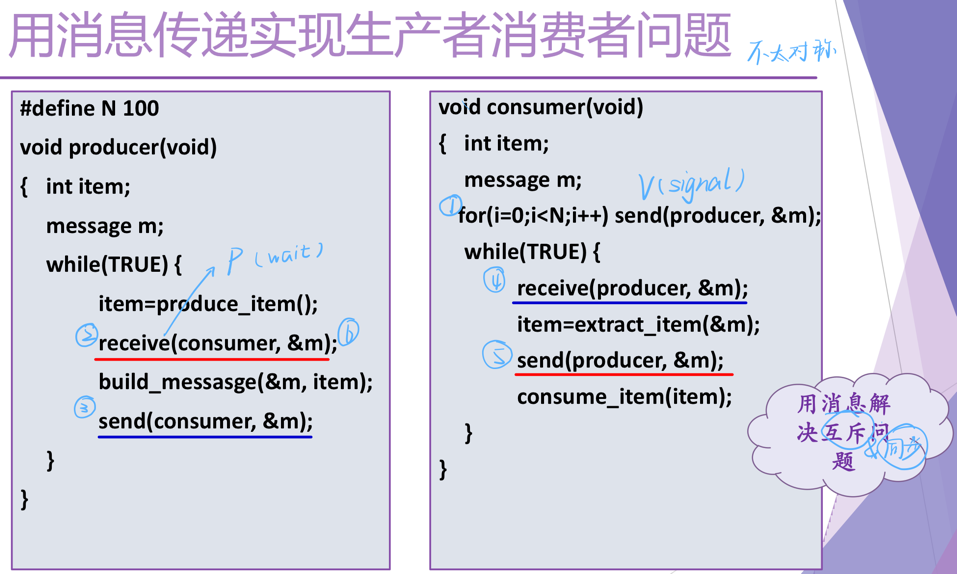 用消息传递实现生产者消费者问题
不太对称
#define N 100
void producer(void)
{ int item;
message m;
while(TRUE) {
P (wait)
item=produce_item();
② receive(consumer, &m); ⑥
build_messasge(&m, item);
③ send(consumer, &m);
}
}
void consumer(void)
{ int item;
message m;
V(signal)
① for(i=0;i<N;i++) send(producer, &m);
while(TRUE) {
④ receive(producer, &m);
item=extract_item(&m);
⑤ send(producer, &m);
consume_item(item);
}
}
用消息解
决互斥问
题
&同步